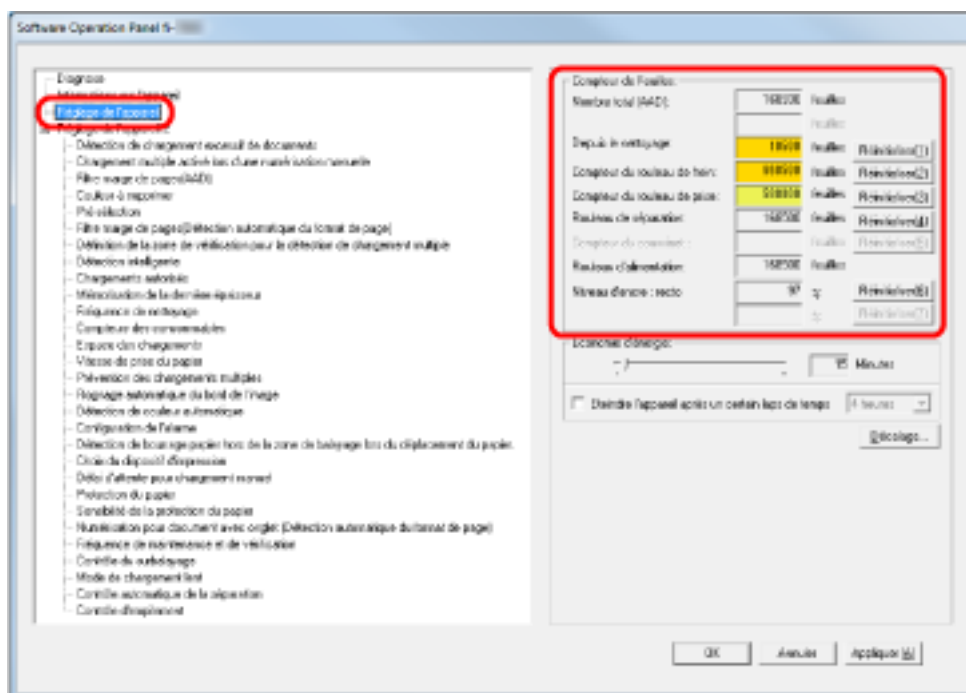 Software Operation Panel fi-
Diagnose
Informations sur l'appareil
Réglage de l'appareil
Réglage de l'appareil 2
Détection de chargement excessif de documents
Chargement multiple activé lors d'une numérisation manuelle
Filtre marge de pages(AAD)
Couleur à supprimer
Pré-sélection
Filtre marge de pages(Détection automatique du format de page)
Définition de la zone de vérification pour la détection de chargement multiple
Détection intelligente
Chargements autorisés
Mémorisation de la dernière épaisseur
Fréquence de nettoyage
Compteurs des consommables
Espace des chargements
Vitesse de prise du papier
Prévention des chargements multiples
Rognage automatique du bord de l'image
Détection de couleur automatique
Configuration de l'alarme
Détection de bourrage papier hors de la zone de balayage lors du déplacement du papier.
Choix du dispositif d'impression
Délai d'attente pour chargement manuel
Protection du papier
Sensibilité de la protection du papier
Numérisation pour document avec onglet (Détection automatique du format de page)
Fréquence de maintenance et de vérification
Contrôle du surbalayage
Mode de chargement lent
Contrôle automatique de la séparation
Contrôle d'empilement
Compteur de Feuilles:
Nombre total (AAD): 168500 feuilles
feuilles
Depuis le nettoyage: 10500 feuilles Réinitialiser(1)
Compteur du rouleau de frein: feuilles Réinitialiser(2)
Compteur du rouleau de prise: feuilles Réinitialiser(3)
Rouleau de séparation: 168500 feuilles Réinitialiser(4)
feuilles Réinitialiser(5)
Rouleau d'alimentation: 168500 feuilles
Niveau d'encre : recto 97 % Réinitialiser(6)
% Réinitialiser(7)
Economie d'énergie:
15 Minutes
Eteindre l'appareil après un certain laps de temps 4 heures
Décalage...
OK Annuler Appliquer (A)